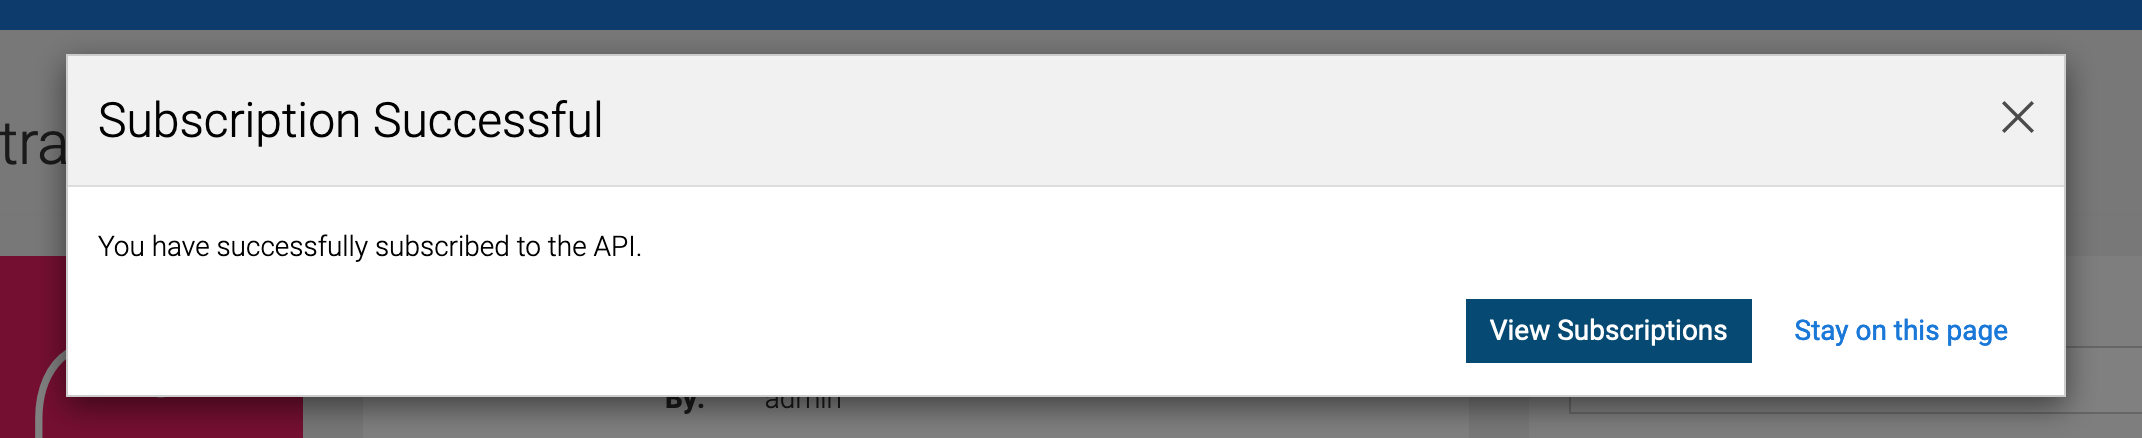 Subscription Successful
tra
You have successfully subscribed to the API.
View Subscriptions Stay on this page
By: admin